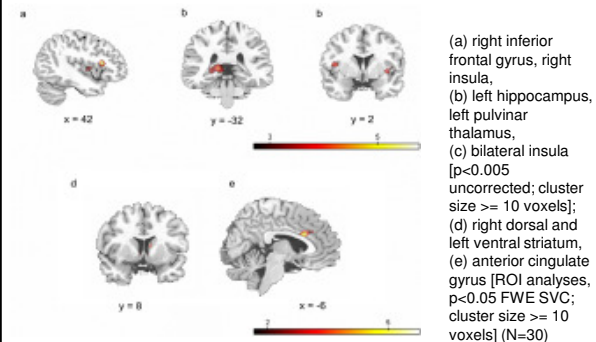 a
b
b
x = 42
y = -32
y = 2
3
5
d
e
y = 8
x = -6
2
(a) right inferior
frontal gyrus, right
insula,
(b) left hippocampus,
left pulvinar
thalamus,
(c) bilateral insula
[p<0.005
uncorrected; cluster
size >= 10 voxels];
(d) right dorsal and
left ventral striatum,
(e) anterior cingulate
gyrus [ROI analyses,
p<0.05 FWE SVC;
cluster size >= 10
voxels] (N=30)